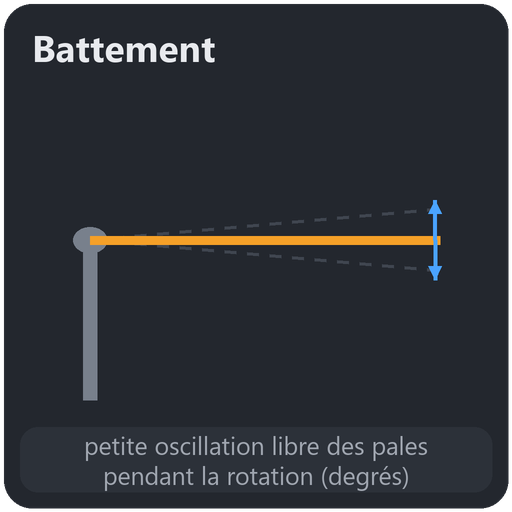 Battement
petite oscillation libre des pales
pendant la rotation (degrés)